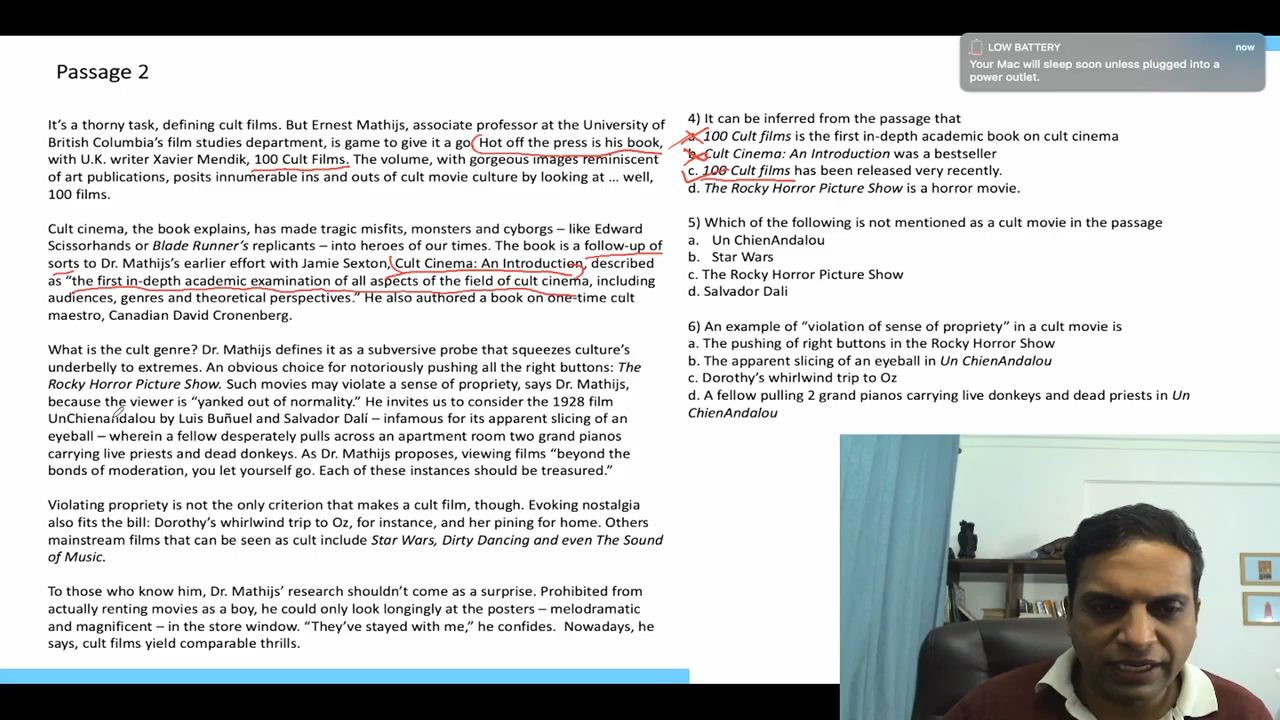 LOW BATTERY
now
Your Mac will sleep soon unless plugged into a
power outlet.
Passage 2
It's a thorny task, defining cult films. But Ernest Mathijs, associate professor at the University of
British Columbia's film studies department, is game to give it a go Hot off the press is his book,
with U.K. writer Xavier Mendik, 100 Cult Films. The volume, with gorgeous images reminiscent
of art publications, posits innumerable ins and outs of cult movie culture by looking at ... well,
100 films.
Cult cinema, the book explains, has made tragic misfits, monsters and cyborgs – like Edward
Scissorhands or Blade Runner's replicants – into heroes of our times. The book is a follow-up of
sorts to Dr. Mathijs's earlier effort with Jamie Sexton, Cult Cinema: An Introduction, described
as "the first in-depth academic examination of all aspects of the field of cult cinema, including
audiences, genres and theoretical perspectives." He also authored a book on one-time cult
maestro, Canadian David Cronenberg.
What is the cult genre? Dr. Mathijs defines it as a subversive probe that squeezes culture's
underbelly to extremes. An obvious choice for notoriously pushing all the right buttons: The
Rocky Horror Picture Show. Such movies may violate a sense of propriety, says Dr. Mathijs,
because the viewer is "yanked out of normality." He invites us to consider the 1928 film
UnChienandalou by Luis Buñuel and Salvador Dalí – infamous for its apparent slicing of an
eyeball – wherein a fellow desperately pulls across an apartment room two grand pianos
carrying live priests and dead donkeys. As Dr. Mathijs proposes, viewing films "beyond the
bonds of moderation, you let yourself go. Each of these instances should be treasured."
Violating propriety is not the only criterion that makes a cult film, though. Evoking nostalgia
also fits the bill: Dorothy's whirlwind trip to Oz, for instance, and her pining for home. Others
mainstream films that can be seen as cult include Star Wars, Dirty Dancing and even The Sound
of Music.
To those who know him, Dr. Mathijs' research shouldn't come as a surprise. Prohibited from
actually renting movies as a boy, he could only look longingly at the posters – melodramatic
and magnificent – in the store window. "They've stayed with me," he confides. Nowadays, he
says, cult films yield comparable thrills.
4) It can be inferred from the passage that
a. 100 Cult films is the first in-depth academic book on cult cinema
b. Cult Cinema: An Introduction was a bestseller
c. 100 Cult films has been released very recently.
d. The Rocky Horror Picture Show is a horror movie.
5) Which of the following is not mentioned as a cult movie in the passage
a. Un ChienAndalou
b. Star Wars
c. The Rocky Horror Picture Show
d. Salvador Dali
6) An example of "violation of sense of propriety" in a cult movie is
a. The pushing of right buttons in the Rocky Horror Show
b. The apparent slicing of an eyeball in Un ChienAndalou
c. Dorothy's whirlwind trip to Oz
d. A fellow pulling 2 grand pianos carrying live donkeys and dead priests in Un
ChienAndalou